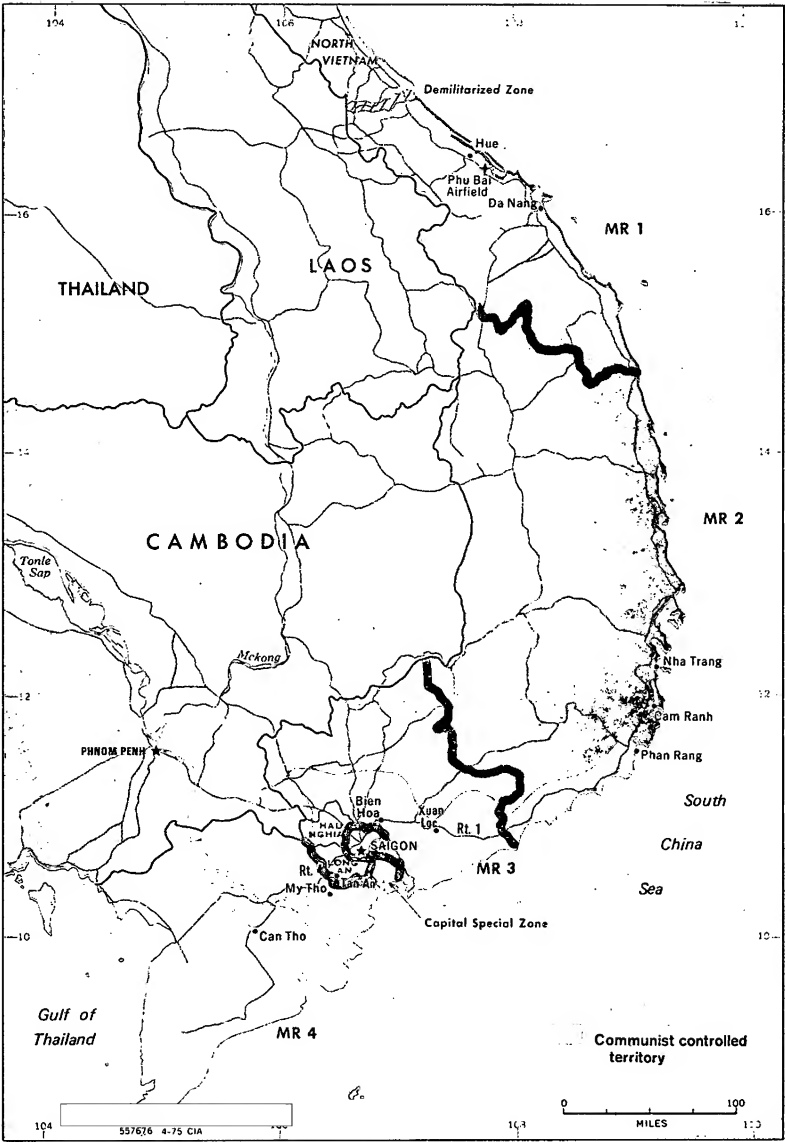 104
106
NORTH
VIETNAM
Demilitarized Zone
Hue
Phu Bai
Airfield
Da Nang
16
16
MR 1
LAOS
THAILAND
14
14
MR 2
CAMBODIA
Tonle
Sap
Mekong
Nha Trang
12
12
Cam Ranh
PHNOM PENH
Phan Rang
Bien
Hoa
Xuan
Loc
South
HAU
NGHIA
Rt. 1
SAIGON
China
LONG
AN
Rt.
MR 3
Tan An
Sea
My Tho
Capital Special Zone
Can Tho
10
10
Gulf of
Thailand
MR 4
Communist controlled
territory
0
100
MILES
557676 4-75 CIA
104